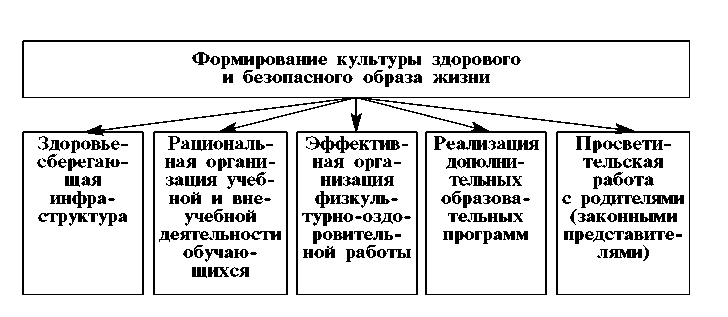 Формирование культуры здорового
и безопасного образа жизни
Здоровье-
сберегаю-
щая
инфра-
структура
Рациональ-
ная органи-
зация учеб-
ной и вне-
учебной
деятельности
обучаю-
щихся
Эффектив-
ная орга-
низация
физкуль-
турно-оздо-
ровитель-
ной работы
Реализация
дополни-
тельных
образова-
тельных
программ
Просвети-
тельская
работа
с родителями
(законными
представите-
лями)